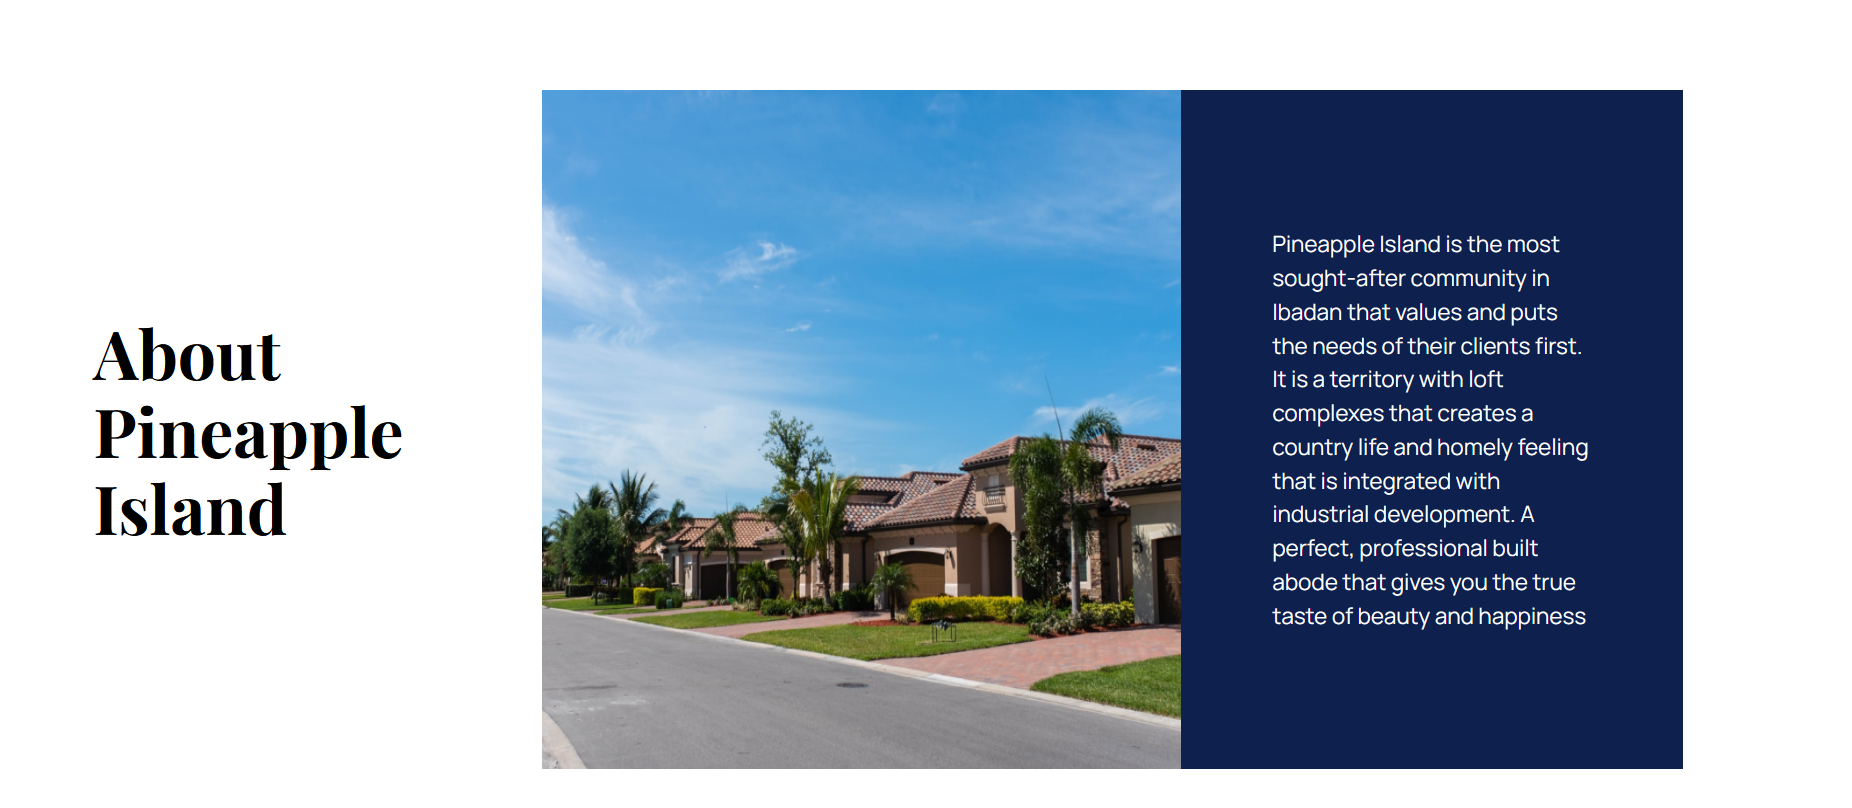 About
Pineapple
Island
Pineapple Island is the most
sought-after community in
Ibadan that values and puts
the needs of their clients first.
It is a territory with loft
complexes that creates a
country life and homely feeling
that is integrated with
industrial development. A
perfect, professional built
abode that gives you the true
taste of beauty and happiness